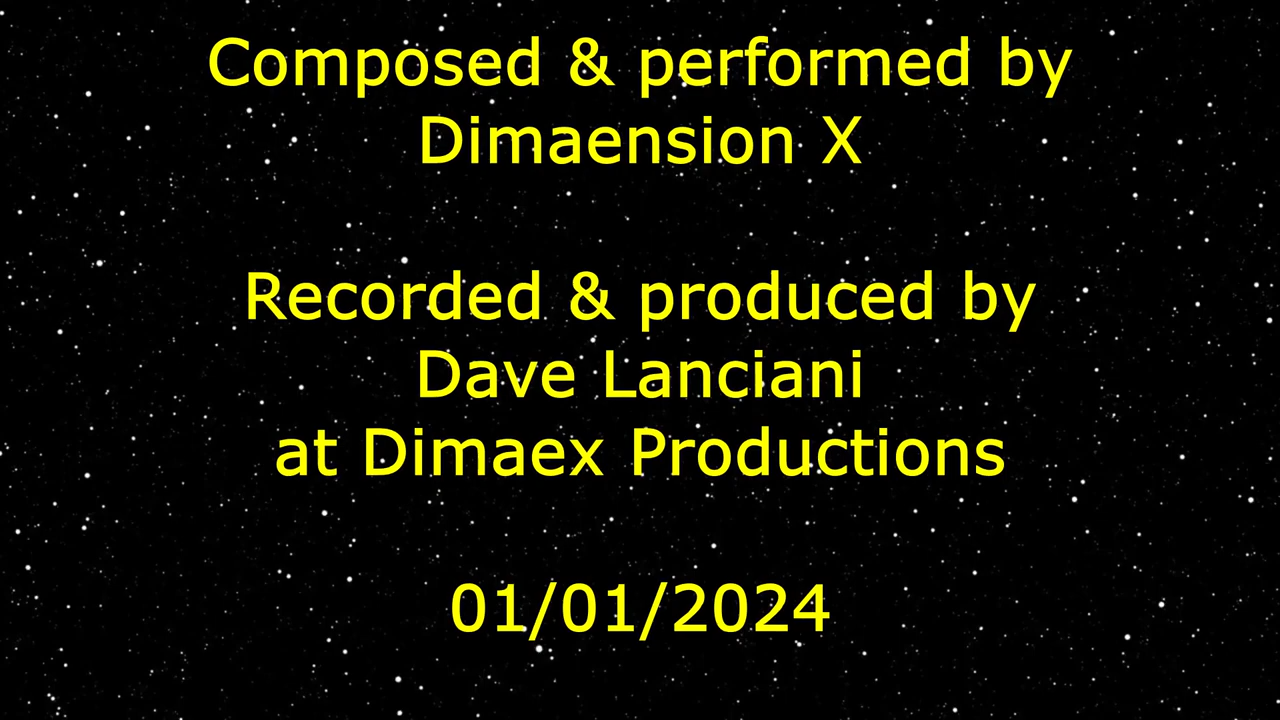 Composed & performed by
Dimaension X
Recorded & produced by
Dave Lanciani
at Dimaex Productions
01/01/2024